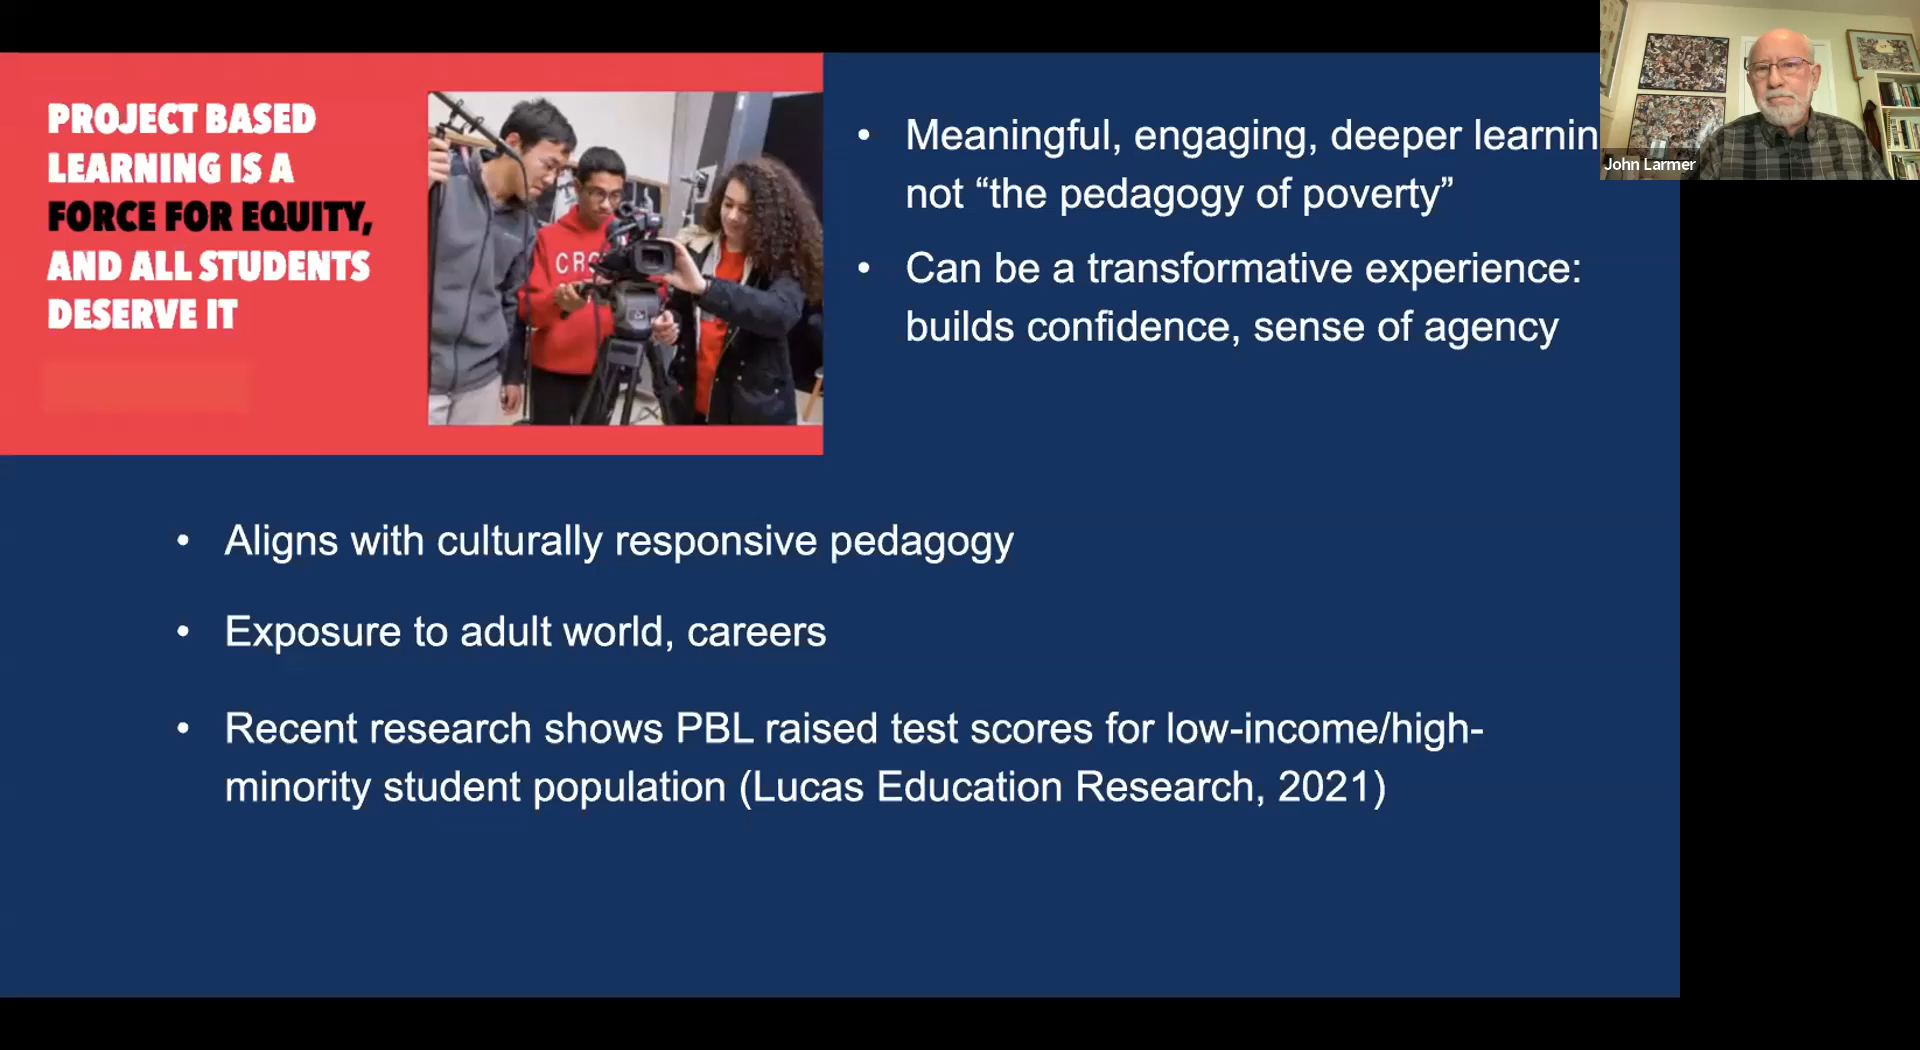 PROJECT BASED
LEARNING IS A
FORCE FOR EQUITY,
AND ALL STUDENTS
DESERVE IT
• Meaningful, engaging, deeper learnin
not “the pedagogy of poverty”
• Can be a transformative experience:
builds confidence, sense of agency
• Aligns with culturally responsive pedagogy
• Exposure to adult world, careers
• Recent research shows PBL raised test scores for low-income/high-
minority student population (Lucas Education Research, 2021)
John Larmer